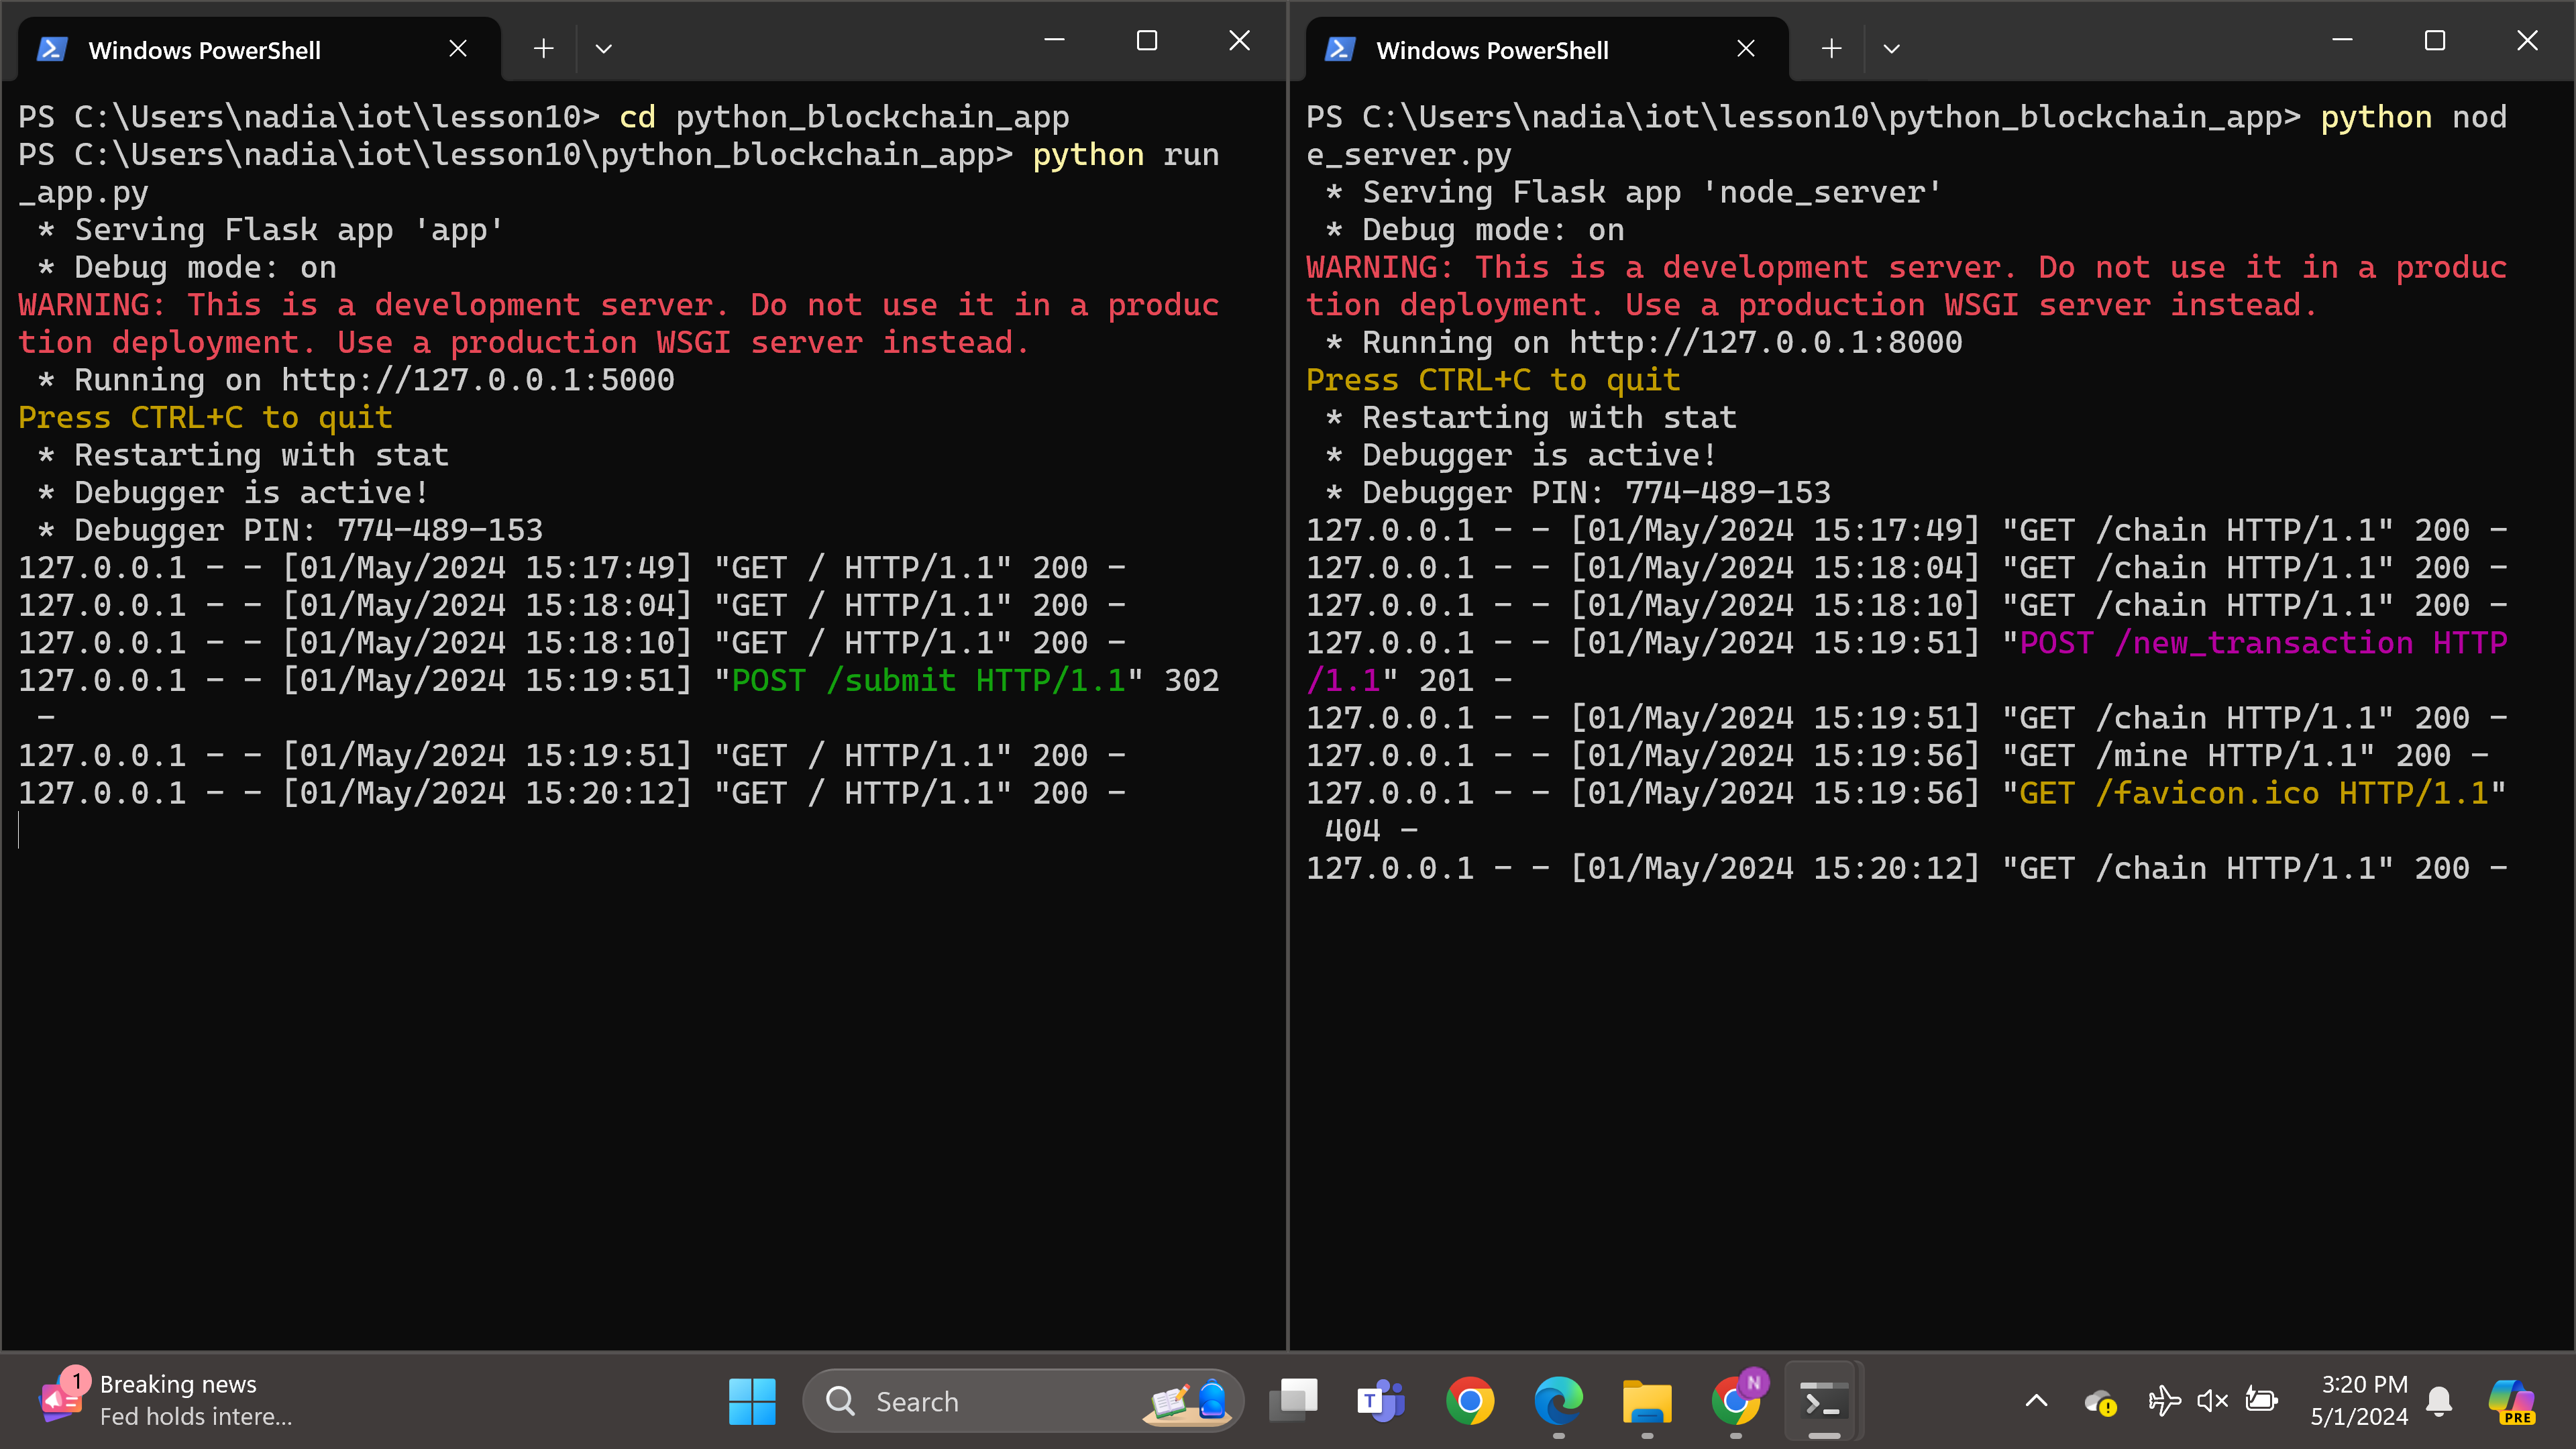 Windows PowerShell
PS C:\Users\nadia\iot\lesson10> cd python_blockchain_app
PS C:\Users\nadia\iot\lesson10\python_blockchain_app> python run
_app.py
 * Serving Flask app 'app'
 * Debug mode: on
WARNING: This is a development server. Do not use it in a produc
tion deployment. Use a production WSGI server instead.
 * Running on http://127.0.0.1:5000
Press CTRL+C to quit
 * Restarting with stat
 * Debugger is active!
 * Debugger PIN: 774-489-153
127.0.0.1 - - [01/May/2024 15:17:49] "GET / HTTP/1.1" 200 -
127.0.0.1 - - [01/May/2024 15:18:04] "GET / HTTP/1.1" 200 -
127.0.0.1 - - [01/May/2024 15:18:10] "GET / HTTP/1.1" 200 -
127.0.0.1 - - [01/May/2024 15:19:51] "POST /submit HTTP/1.1" 302
 -
127.0.0.1 - - [01/May/2024 15:19:51] "GET / HTTP/1.1" 200 -
127.0.0.1 - - [01/May/2024 15:20:12] "GET / HTTP/1.1" 200 -
Windows PowerShell
PS C:\Users\nadia\iot\lesson10\python_blockchain_app> python nod
e_server.py
 * Serving Flask app 'node_server'
 * Debug mode: on
WARNING: This is a development server. Do not use it in a produc
tion deployment. Use a production WSGI server instead.
 * Running on http://127.0.0.1:8000
Press CTRL+C to quit
 * Restarting with stat
 * Debugger is active!
 * Debugger PIN: 774-489-153
127.0.0.1 - - [01/May/2024 15:17:49] "GET /chain HTTP/1.1" 200 -
127.0.0.1 - - [01/May/2024 15:18:04] "GET /chain HTTP/1.1" 200 -
127.0.0.1 - - [01/May/2024 15:18:10] "GET /chain HTTP/1.1" 200 -
127.0.0.1 - - [01/May/2024 15:19:51] "POST /new_transaction HTTP
/1.1" 201 -
127.0.0.1 - - [01/May/2024 15:19:51] "GET /chain HTTP/1.1" 200 -
127.0.0.1 - - [01/May/2024 15:19:56] "GET /mine HTTP/1.1" 200 -
127.0.0.1 - - [01/May/2024 15:19:56] "GET /favicon.ico HTTP/1.1"
 404 -
127.0.0.1 - - [01/May/2024 15:20:12] "GET /chain HTTP/1.1" 200 -
1
Breaking news
Fed holds intere...
Search
T
N
3:20 PM
5/1/2024
PRE